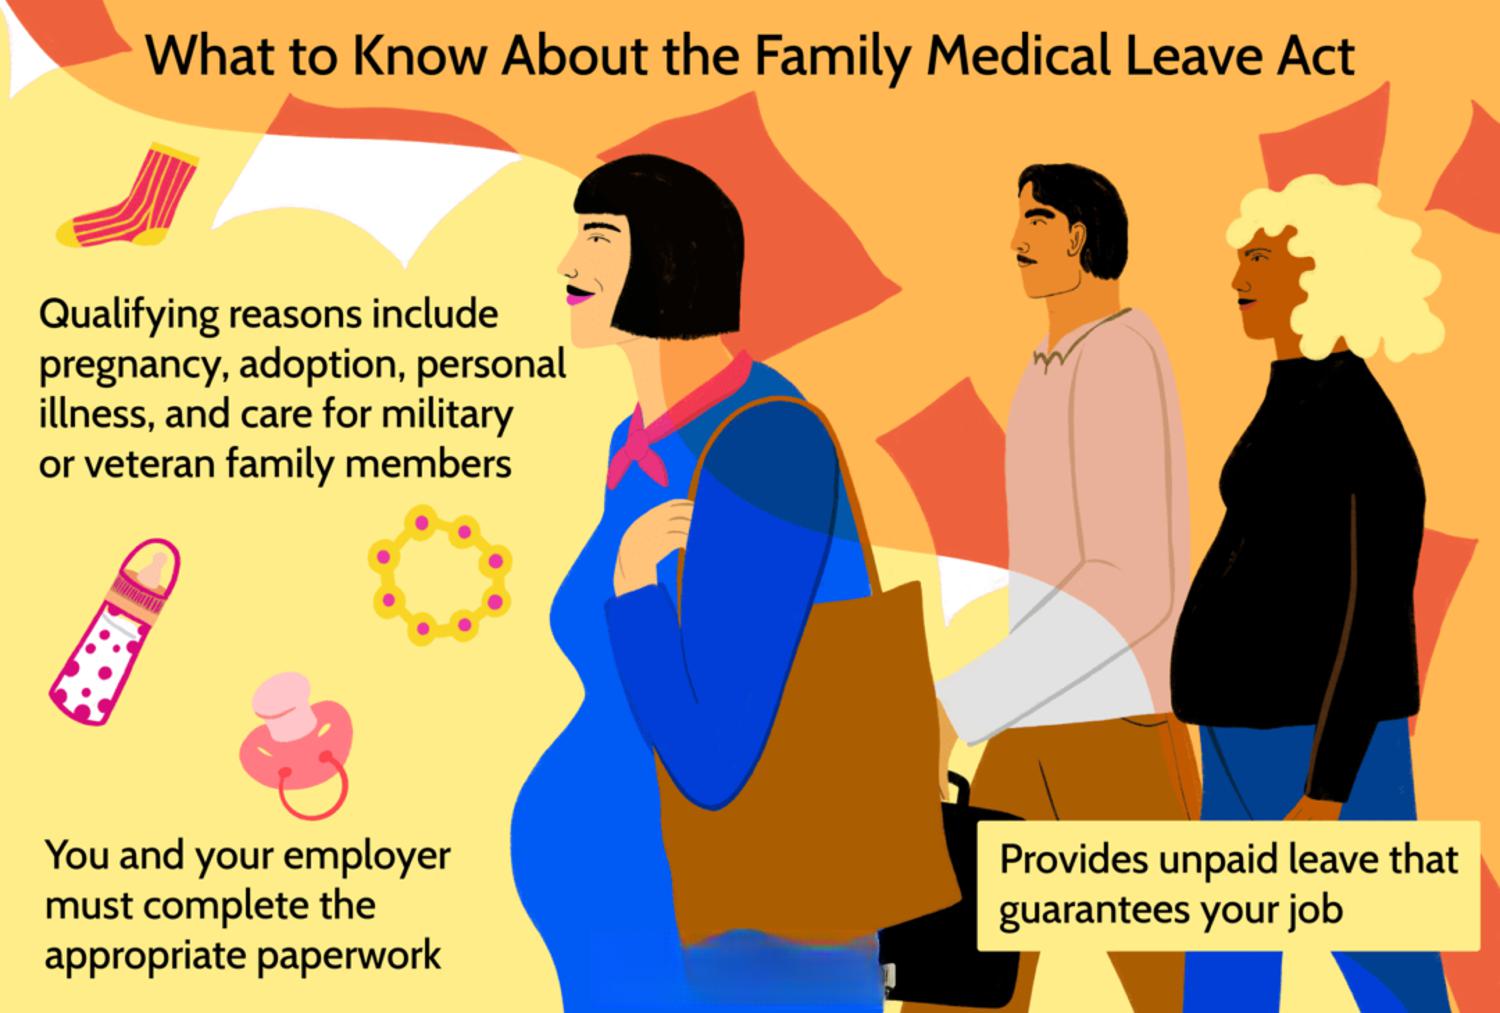 What to Know About the Family Medical Leave Act
Qualifying reasons include
pregnancy, adoption, personal
illness, and care for military
or veteran family members
You and your employer
must complete the
appropriate paperwork
Provides unpaid leave that
guarantees your job